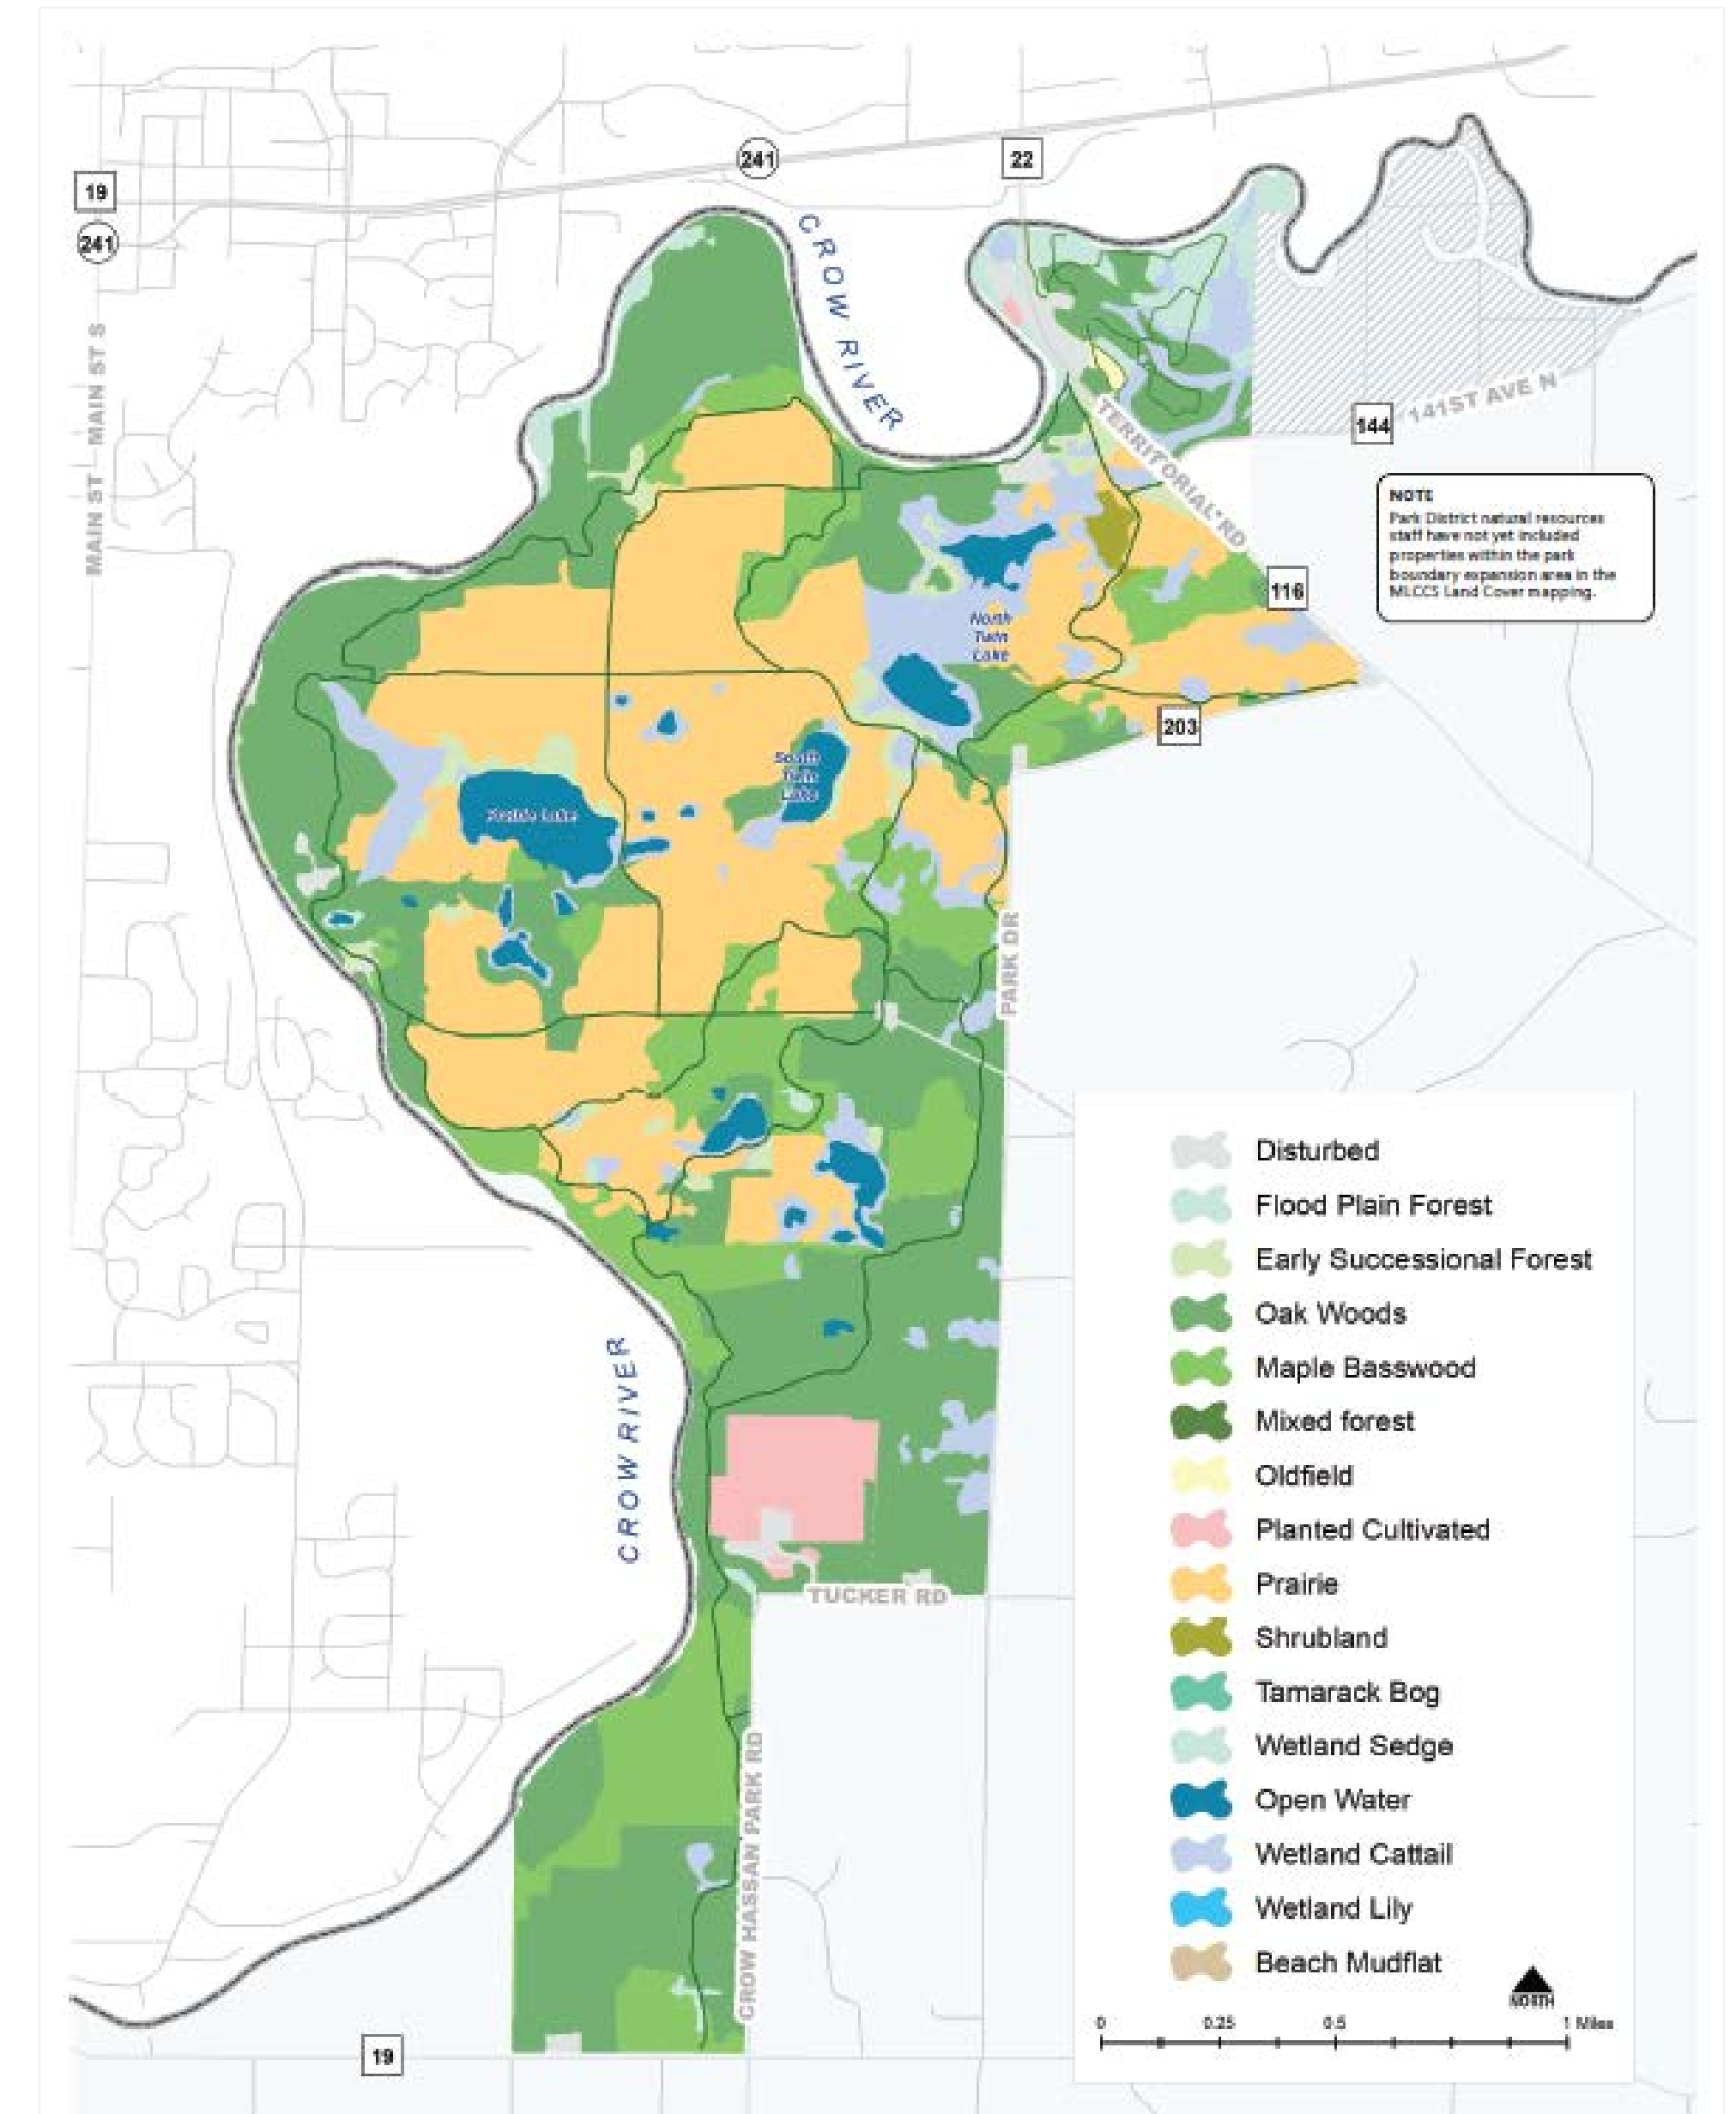 241
22
19
241
CROW RIVER
MAIN ST - MAIN ST S
144
141ST AVE N
TERRITORIAL RD
NOTE
Park District natural resources
staff have not yet included
properties within the park
boundary expansion area in the
MLCCS Land Cover mapping.
116
North
Twin
Lake
203
South
Twin
Lake
Prairie Lake
PARK DR
CROW RIVER
TUCKER RD
CROW HASSAN PARK RD
19
Disturbed
Flood Plain Forest
Early Successional Forest
Oak Woods
Maple Basswood
Mixed forest
Oldfield
Planted Cultivated
Prairie
Shrubland
Tamarack Bog
Wetland Sedge
Open Water
Wetland Cattail
Wetland Lily
Beach Mudflat
NORTH
0 0.25 0.5 1 Miles